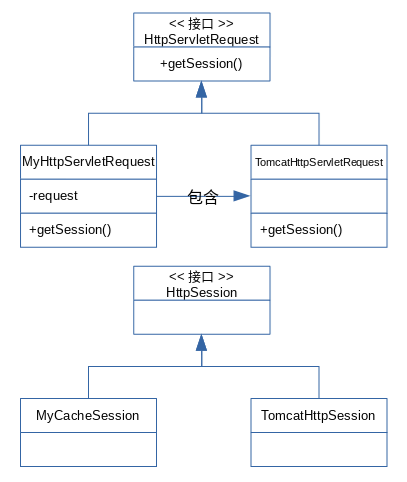 << 接口 >>
HttpServletRequest
+getSession()
MyHttpServletRequest
-request
+getSession()
包含
TomcatHttpServletRequest
+getSession()
<< 接口 >>
HttpSession
MyCacheSession
TomcatHttpSession